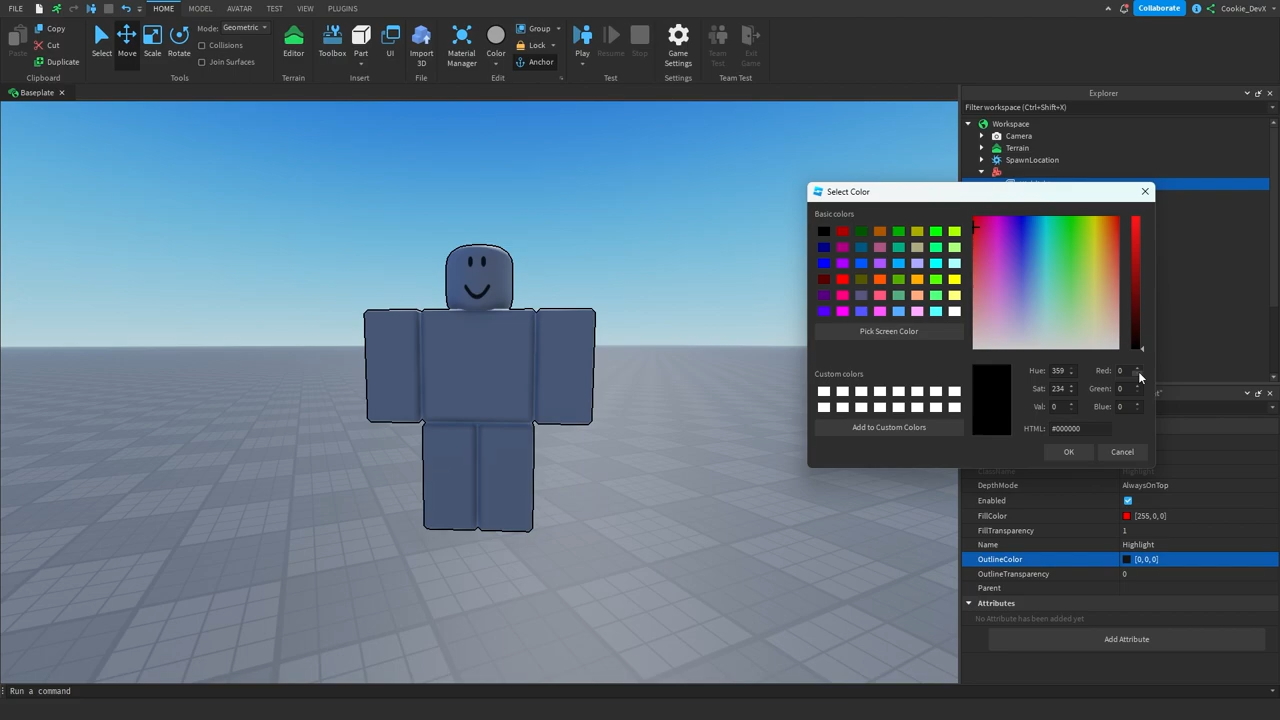 FILE HOME MODEL AVATAR TEST VIEW PLUGINS Collaborate Cookie_DevX
Paste Copy Cut Duplicate Clipboard
Select Move Scale Rotate Mode: Geometric Collisions Join Surfaces Tools
Editor Terrain
Toolbox Part UI Insert
Import 3D File
Material Manager Color Group Lock Anchor Edit
Play Resume Stop Test
Game Settings Settings
Team Test Exit Game Team Test
Baseplate
Explorer
Filter workspace (Ctrl+Shift+X)
Workspace
Camera
Terrain
SpawnLocation
Select Color
Basic colors
Pick Screen Color
Custom colors
Add to Custom Colors
Hue: 359 Red: 0
Sat: 234 Green: 0
Val: 0 Blue: 0
HTML: #000000
OK Cancel
ClassName Highlight
DepthMode AlwaysOnTop
Enabled
FillColor [255, 0, 0]
FillTransparency 1
Name Highlight
OutlineColor [0, 0, 0]
OutlineTransparency 0
Parent
Attributes
No Attribute has been added yet
Add Attribute
Run a command